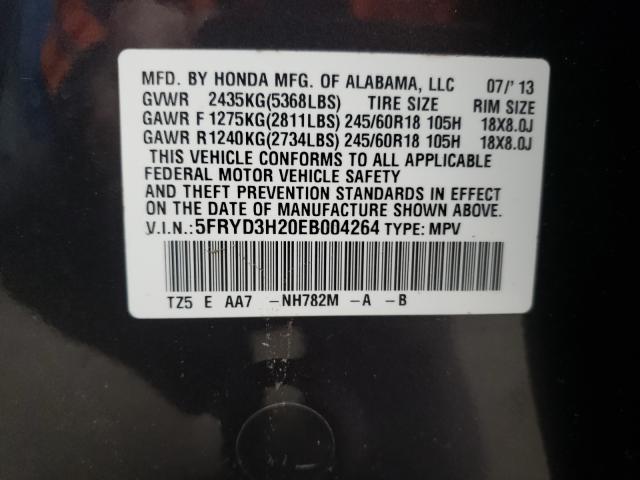 MFD. BY HONDA MFG. OF ALABAMA, LLC 07/'13
GVWR 2435KG(5368LBS) TIRE SIZE RIM SIZE
GAWR F 1275KG(2811LBS) 245/60R18 105H 18X8.0J
GAWR R 1240KG(2734LBS) 245/60R18 105H 18X8.0J
THIS VEHICLE CONFORMS TO ALL APPLICABLE
FEDERAL MOTOR VEHICLE SAFETY
AND THEFT PREVENTION STANDARDS IN EFFECT
ON THE DATE OF MANUFACTURE SHOWN ABOVE.
V.I.N.: 5FRYD3H20EB004264 TYPE: MPV
TZ5 E AA7 -NH782M -A -B